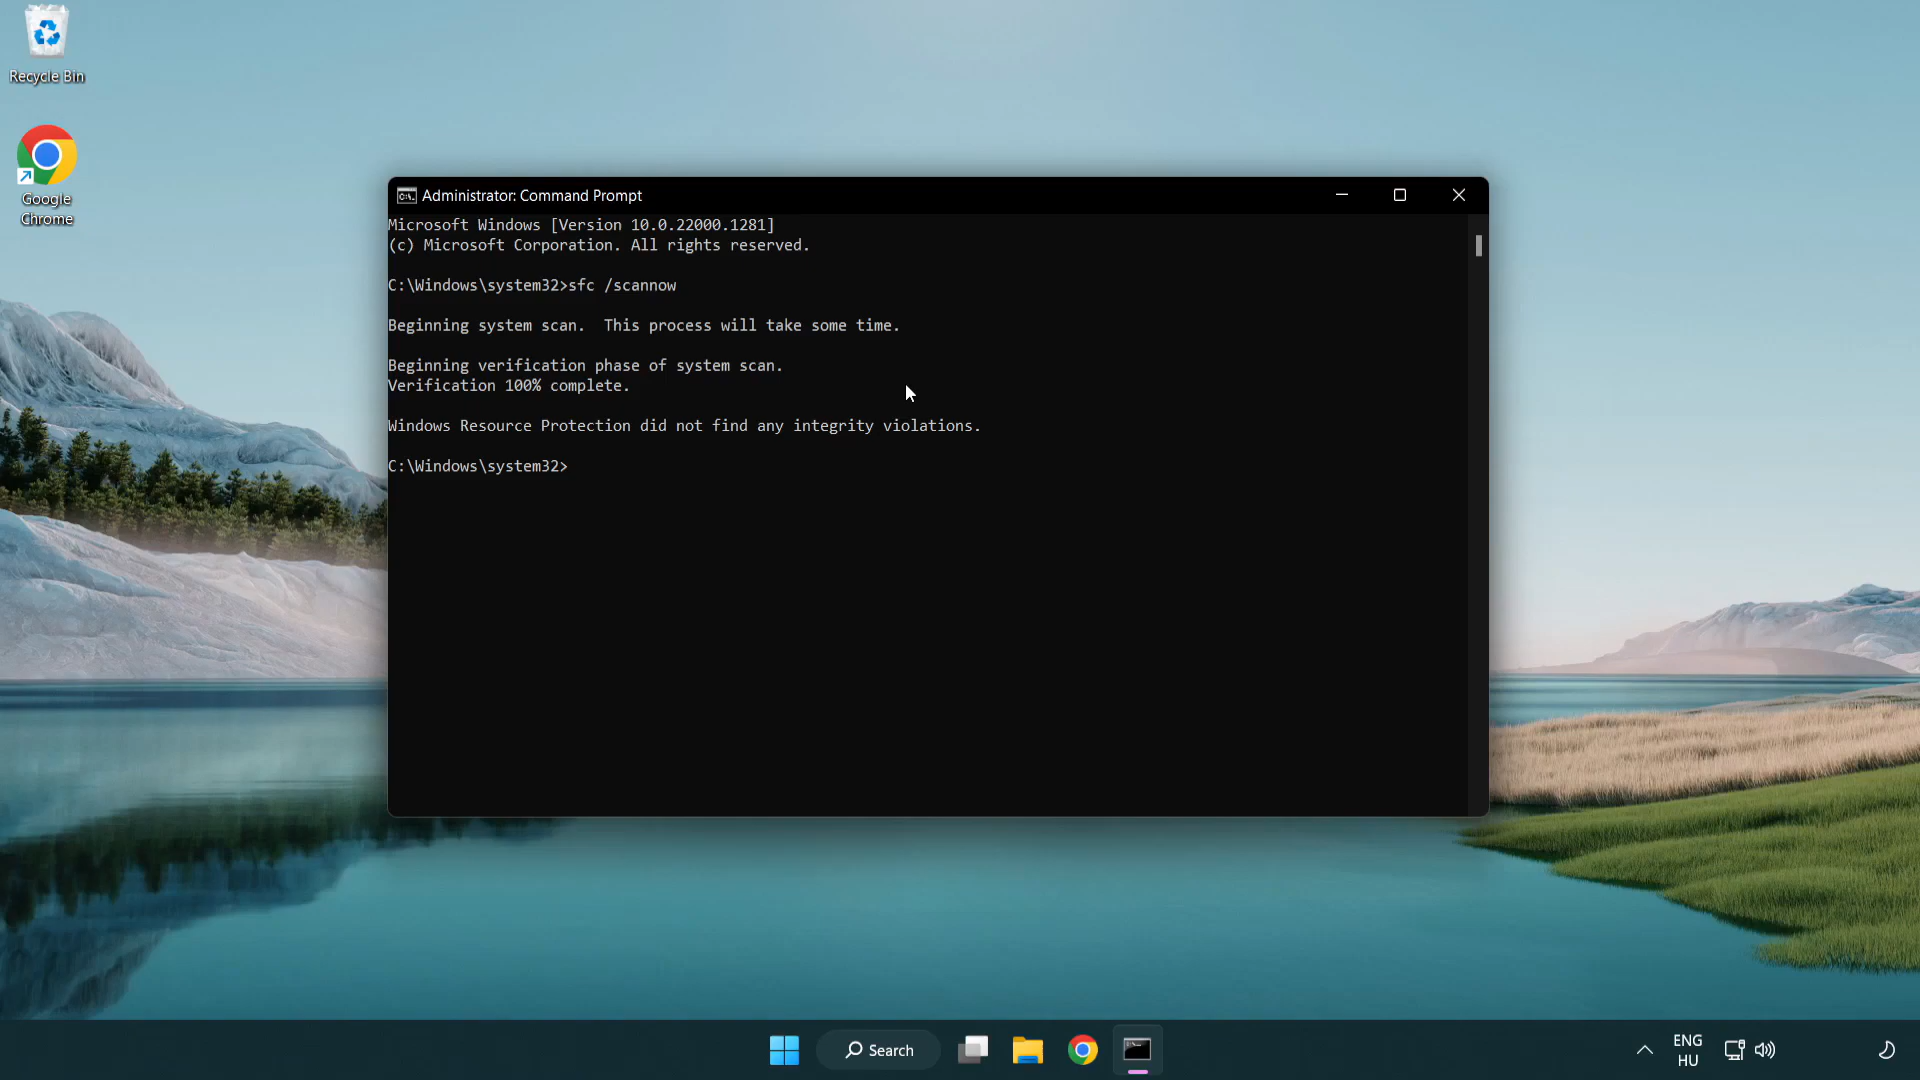 Recycle Bin
Google
Chrome
Administrator: Command Prompt
Microsoft Windows [Version 10.0.22000.1281]
(c) Microsoft Corporation. All rights reserved.
C:\Windows\system32>sfc /scannow
Beginning system scan.  This process will take some time.
Beginning verification phase of system scan.
Verification 100% complete.
Windows Resource Protection did not find any integrity violations.
C:\Windows\system32>
Search
ENG
HU